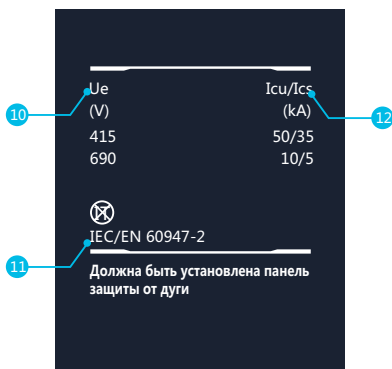 Ue Icu/Ics
(V) (kA)
415 50/35
690 10/5
IT
IEC/EN 60947-2
Должна быть установлена панель
защиты от дуги
10
11
12